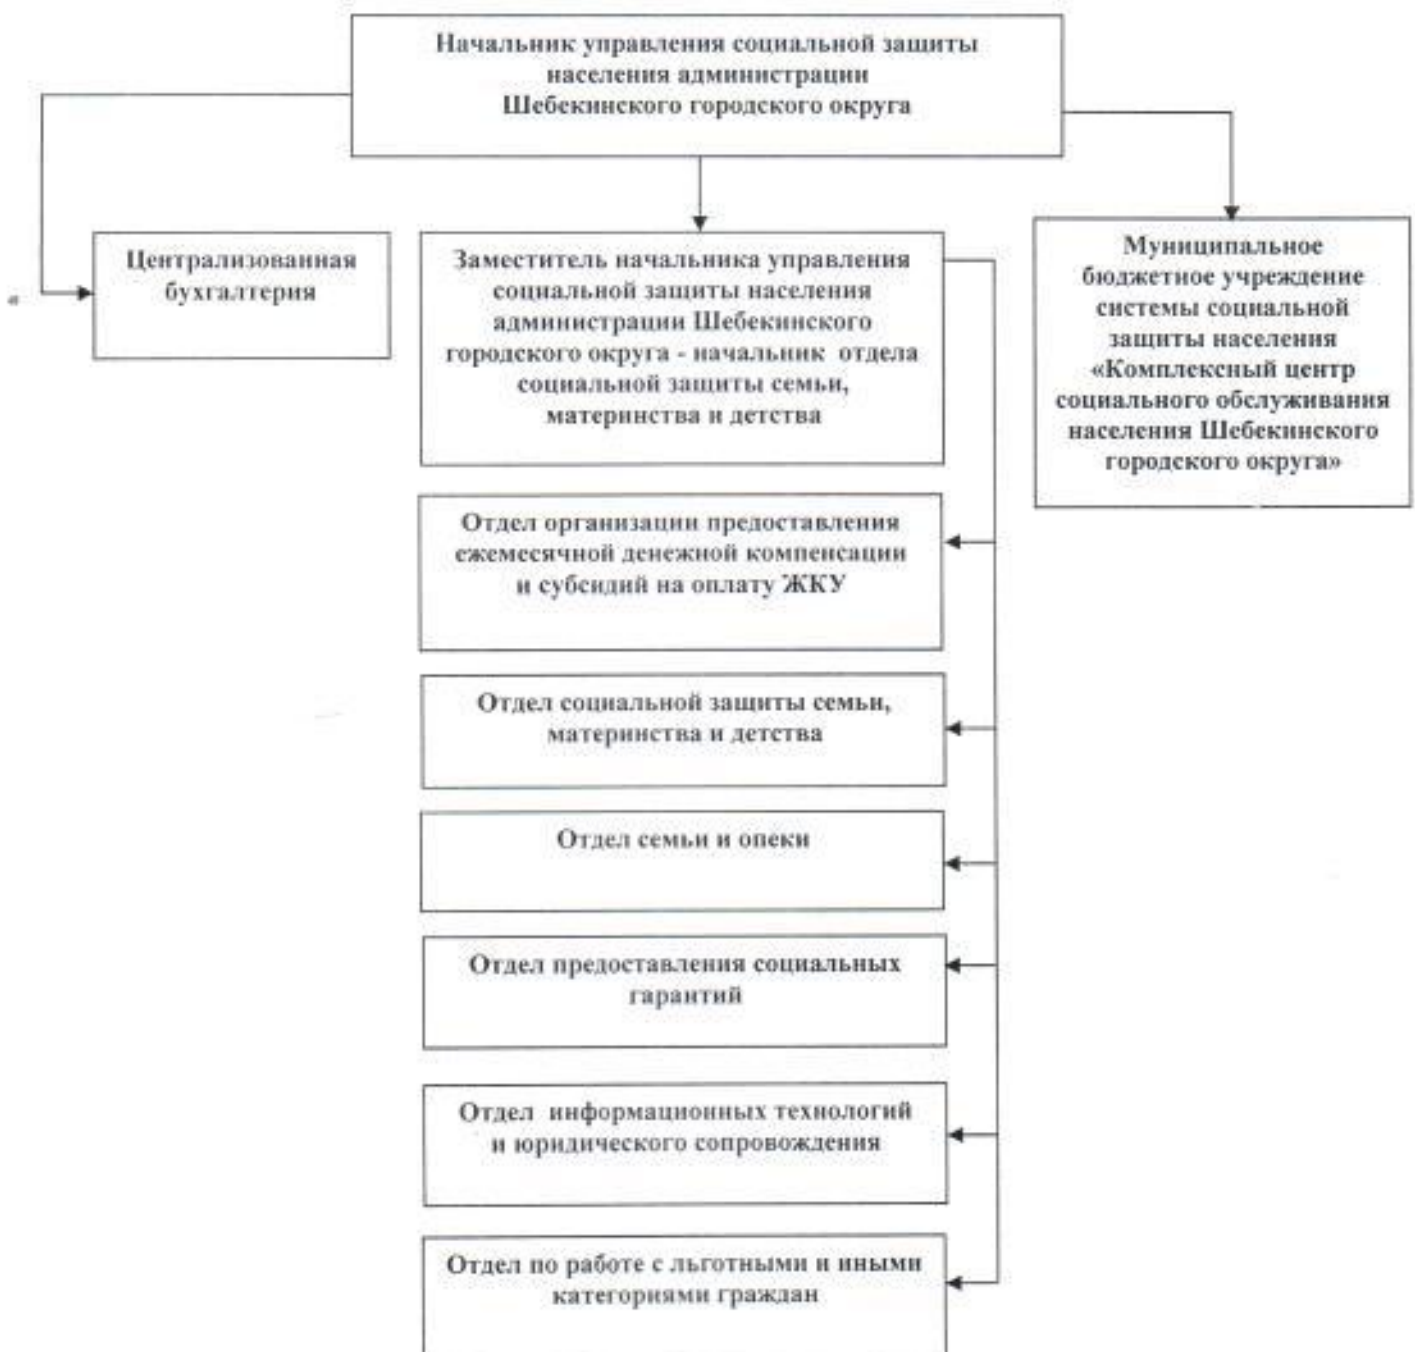 Начальник управления социальной защиты
населения администрации
Шебекинского городского округа
Централизованная
бухгалтерия
Заместитель начальника управления
социальной защиты населения
администрации Шебекинского
городского округа - начальник отдела
социальной защиты семьи,
материнства и детства
Муниципальное
бюджетное учреждение
системы социальной
защиты населения
«Комплексный центр
социального обслуживания
населения Шебекинского
городского округа»
Отдел организации предоставления
ежемесячной денежной компенсации
и субсидий на оплату ЖКУ
Отдел социальной защиты семьи,
материнства и детства
Отдел семьи и опеки
Отдел предоставления социальных
гарантий
Отдел информационных технологий
и юридического сопровождения
Отдел по работе с льготными и иными
категориями граждан